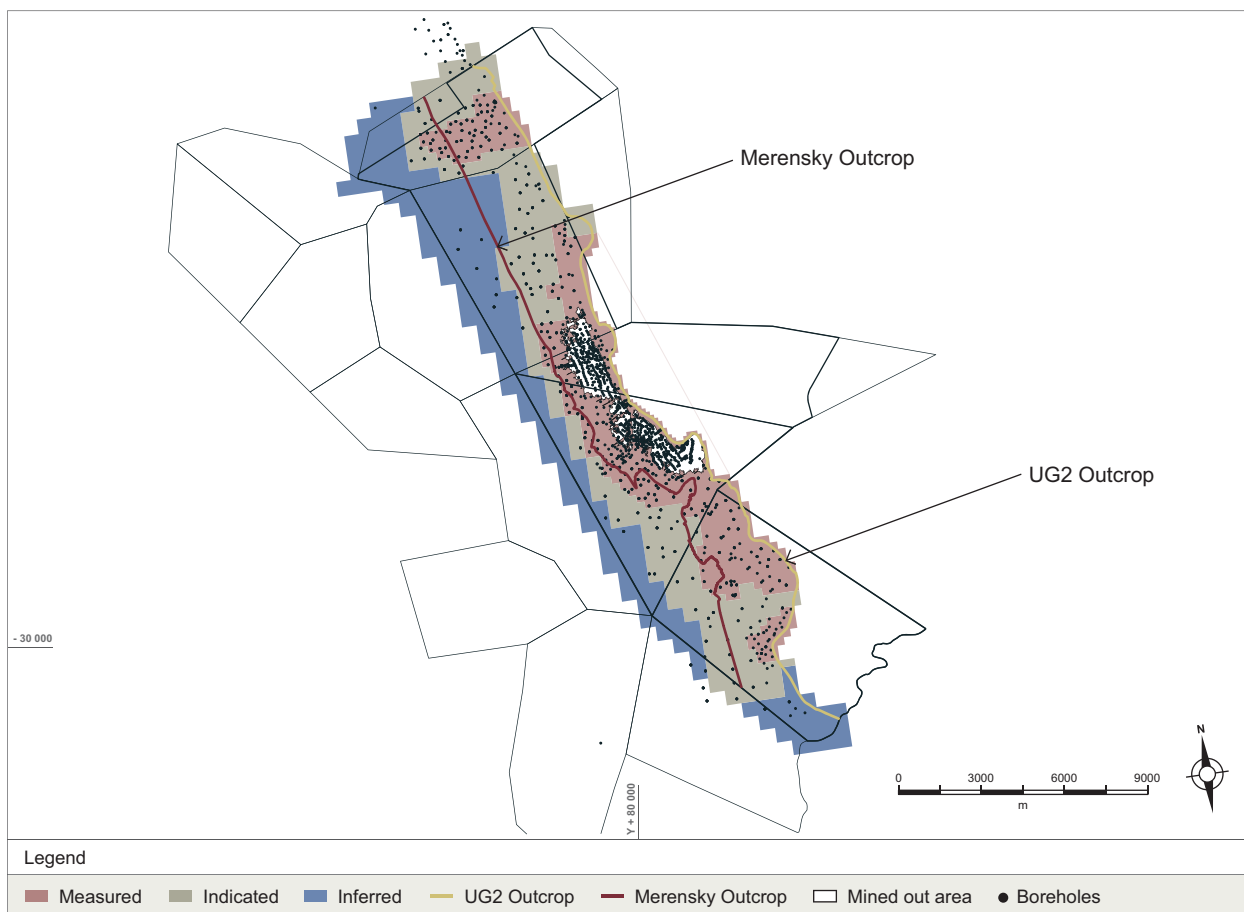 Merensky Outcrop
UG2 Outcrop
- 30 000
Y + 80 000
N
0 3000 6000 9000
m
Legend
Measured Indicated Inferred UG2 Outcrop Merensky Outcrop Mined out area Boreholes